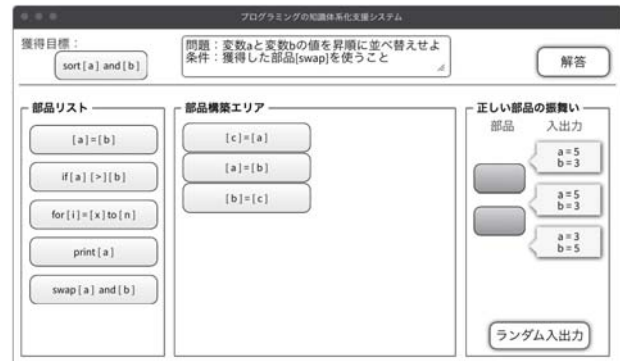 プログラミングの知識体系化支援システム
獲得目標：
sort [ a ] and [ b ]
問題：変数aと変数bの値を昇順に並べ替えせよ
条件：獲得した部品[swap]を使うこと
解答
部品リスト
[ a ] = [ b ]
if [ a ] [ > ] [ b ]
for [ i ] = [ x ] to [ n ]
print [ a ]
swap [ a ] and [ b ]
部品構築エリア
[ c ] = [ a ]
[ a ] = [ b ]
[ b ] = [ c ]
正しい部品の振舞い
部品 入出力
a = 5
b = 3
a = 5
b = 3
a = 3
b = 5
ランダム入出力